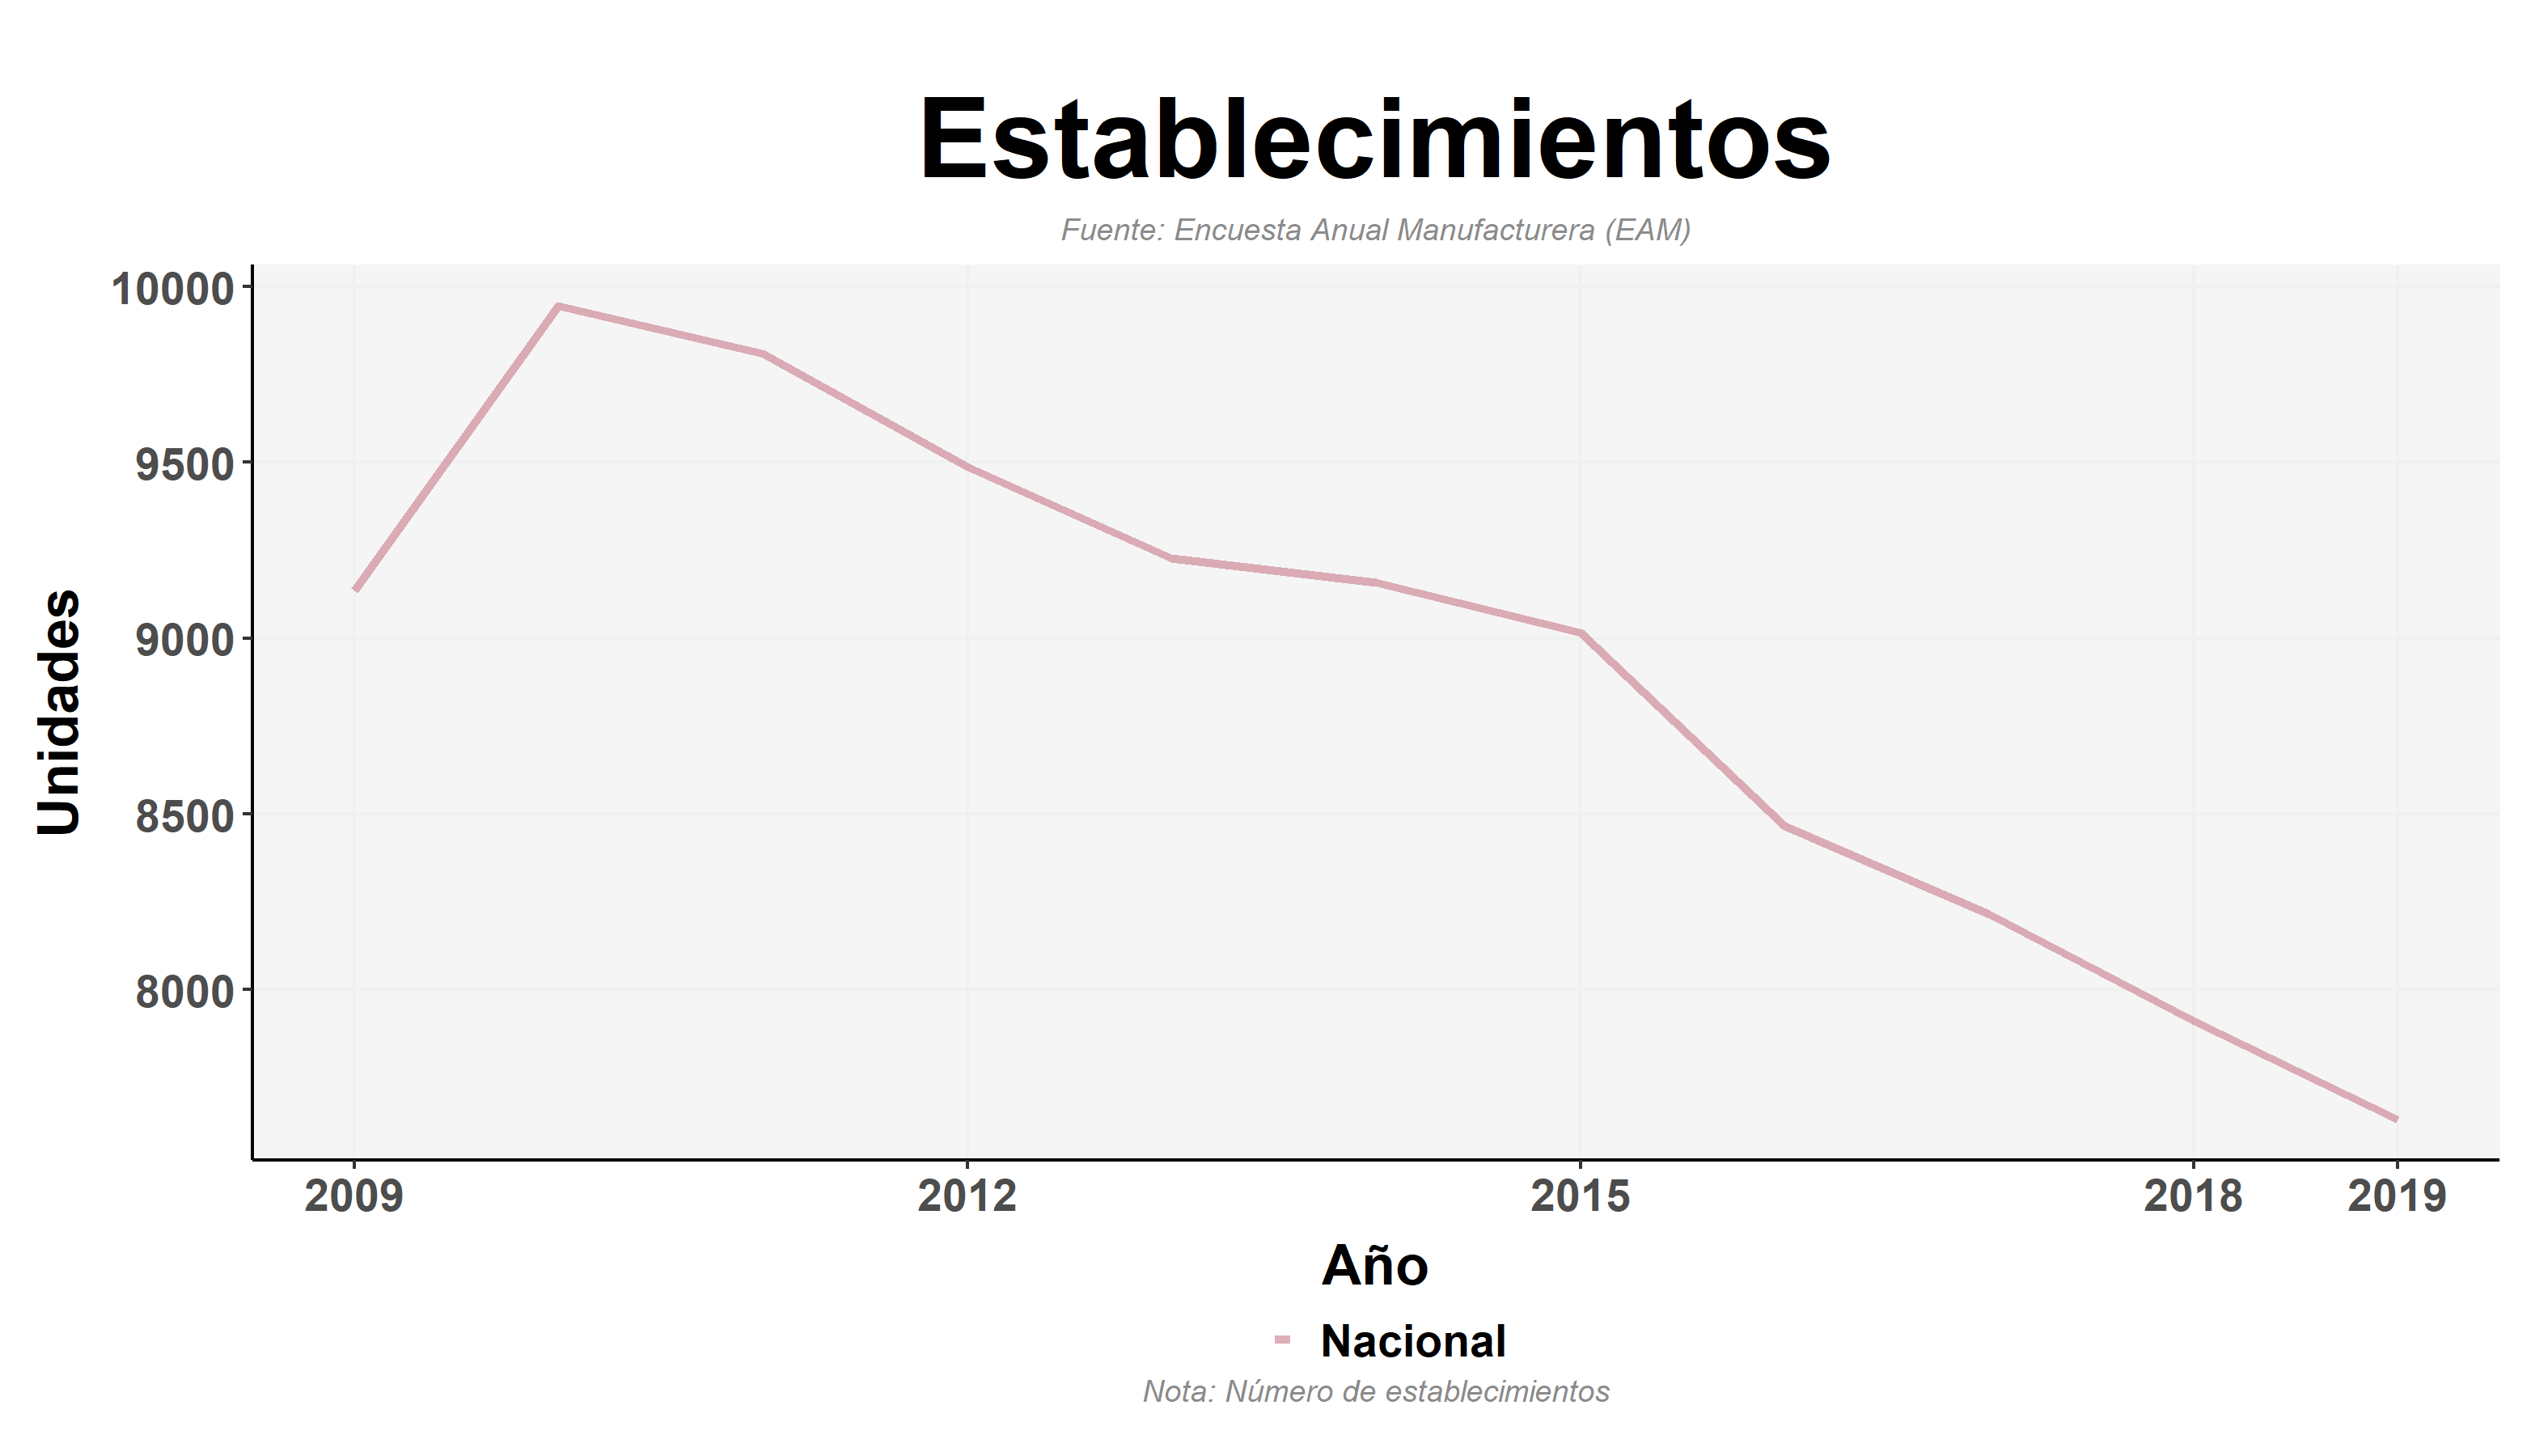 Establecimientos
Fuente: Encuesta Anual Manufacturera (EAM)
10000
9500
9000
8500
8000
Unidades
2009 2012 2015 2018 2019
Año
Nacional
Nota: Número de establecimientos